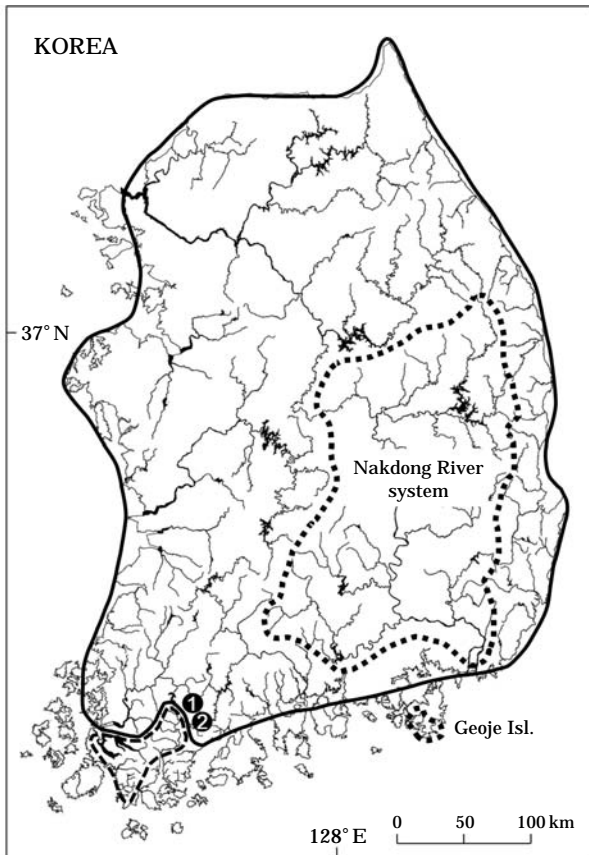 KOREA
37°N
Nakdong River
system
1
2
Geoje Isl.
0 50 100 km
128°E